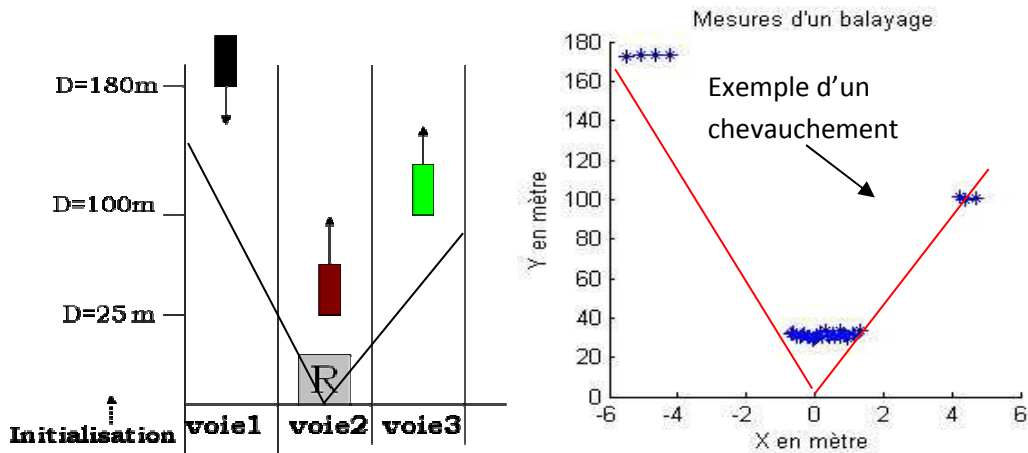 D=180m
D=100m
D=25m
R
voie1 voie2 voie3
Initialisation
Mesures d'un balayage
Exemple d'un
chevauchement
Y en mètre
180
160
140
120
100
80
60
40
20
0
-6 -4 -2 0 2 4 6
X en mètre